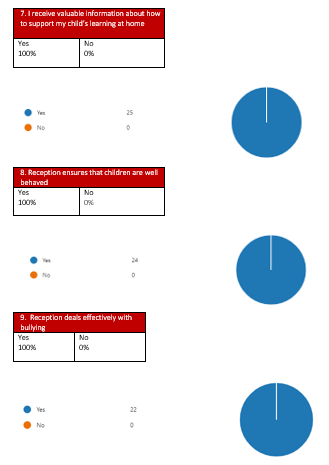 7. I receive valuable information about how
to support my child's learning at home
Yes No
100% 0%
Yes 25
No 0
8. Reception ensures that children are well
behaved
Yes No
100% 0%
Yes 24
No 0
9. Reception deals effectively with
bullying
Yes No
100% 0%
Yes 22
No 0